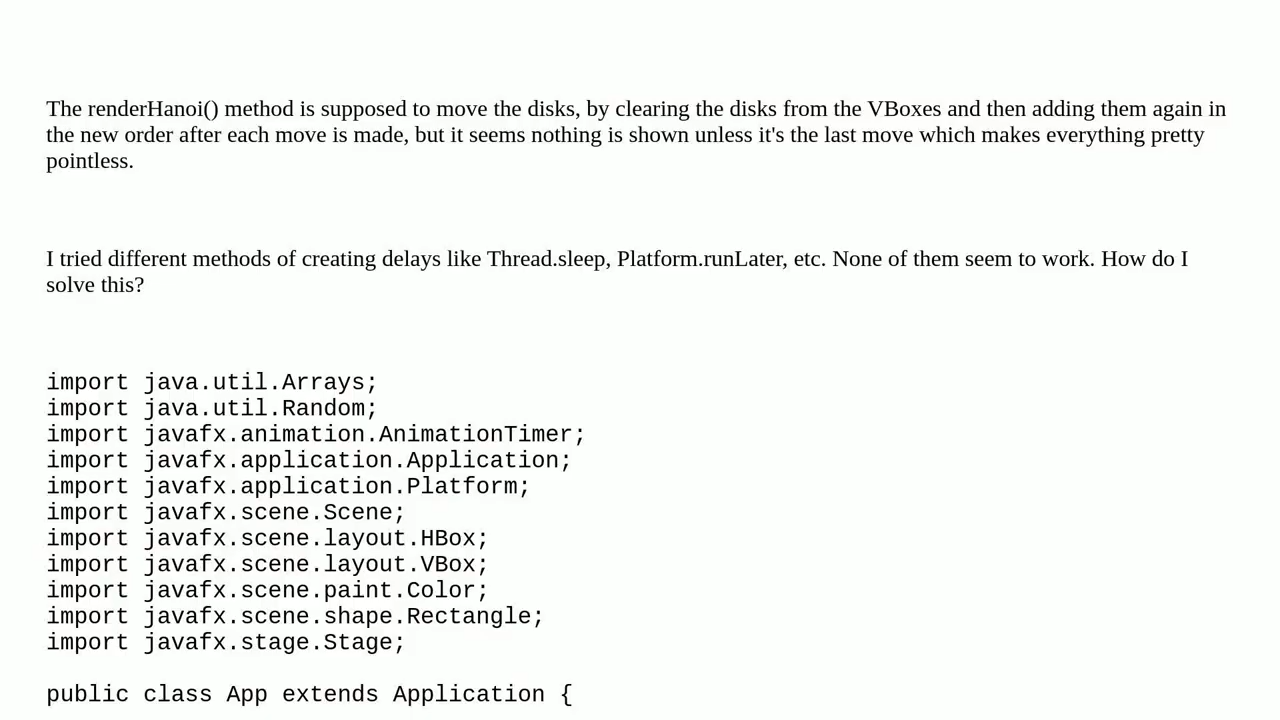 The renderHanoi() method is supposed to move the disks, by clearing the disks from the VBoxes and then adding them again in
the new order after each move is made, but it seems nothing is shown unless it's the last move which makes everything pretty
pointless.
I tried different methods of creating delays like Thread.sleep, Platform.runLater, etc. None of them seem to work. How do I
solve this?
import java.util.Arrays;
import java.util.Random;
import javafx.animation.AnimationTimer;
import javafx.application.Application;
import javafx.application.Platform;
import javafx.scene.Scene;
import javafx.scene.layout.HBox;
import javafx.scene.layout.VBox;
import javafx.scene.paint.Color;
import javafx.scene.shape.Rectangle;
import javafx.stage.Stage;
public class App extends Application {